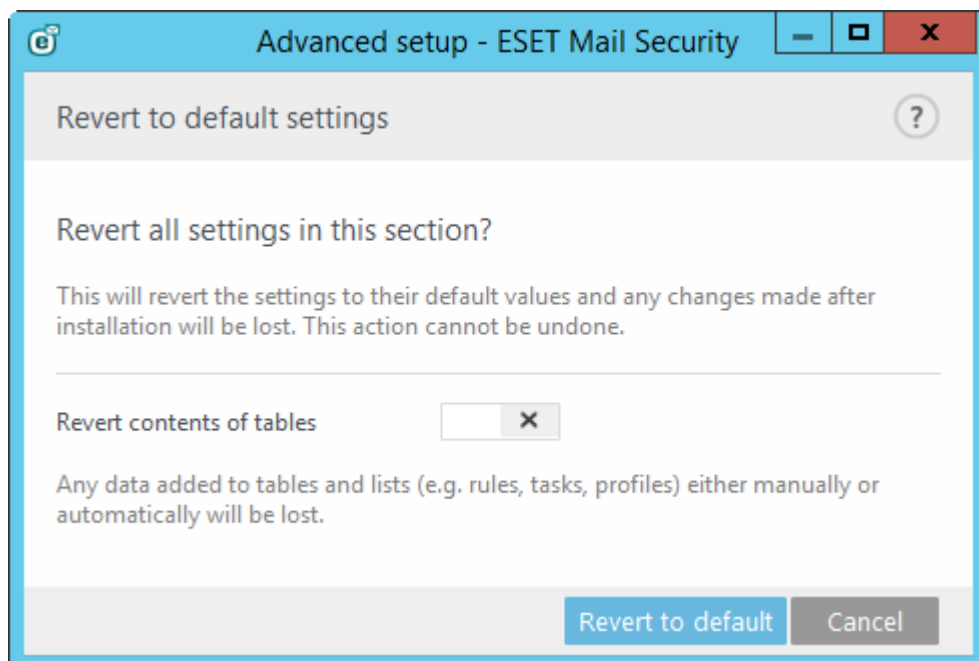 Advanced setup - ESET Mail Security
Revert to default settings
?
Revert all settings in this section?
This will revert the settings to their default values and any changes made after
installation will be lost. This action cannot be undone.
Revert contents of tables
Any data added to tables and lists (e.g. rules, tasks, profiles) either manually or
automatically will be lost.
Revert to default
Cancel